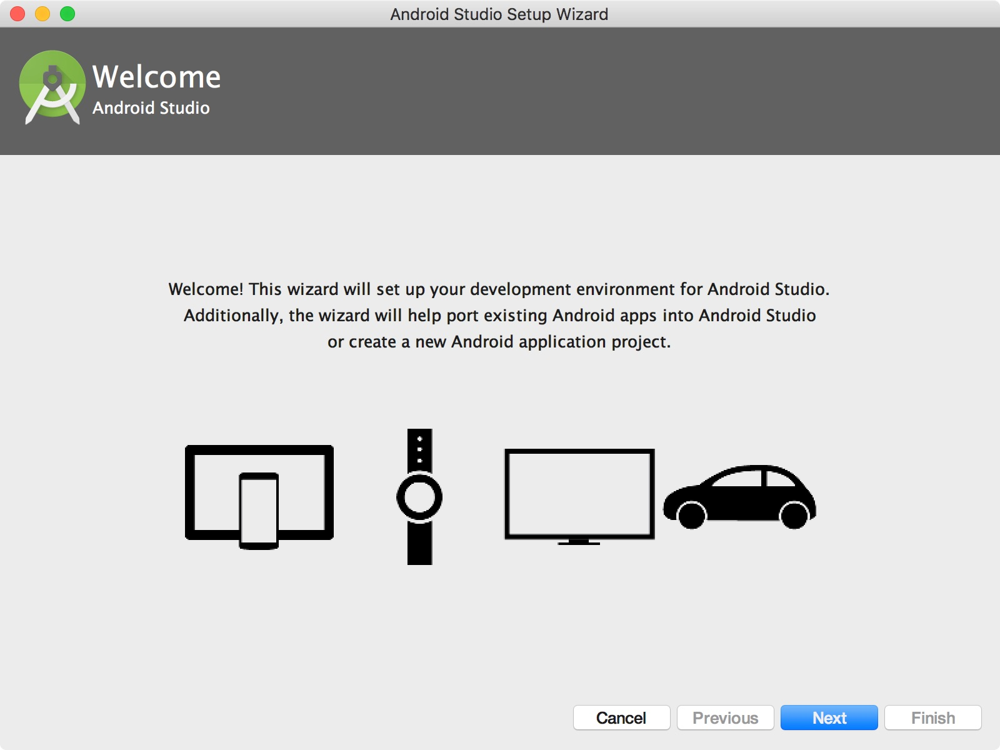 Android Studio Setup Wizard
Welcome
Android Studio
Welcome! This wizard will set up your development environment for Android Studio.
Additionally, the wizard will help port existing Android apps into Android Studio
or create a new Android application project.
Cancel
Previous
Next
Finish